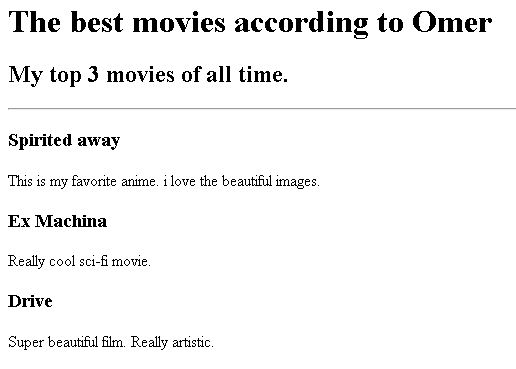 The best movies according to Omer
My top 3 movies of all time.
Spirited away
This is my favorite anime. i love the beautiful images.
Ex Machina
Really cool sci-fi movie.
Drive
Super beautiful film. Really artistic.